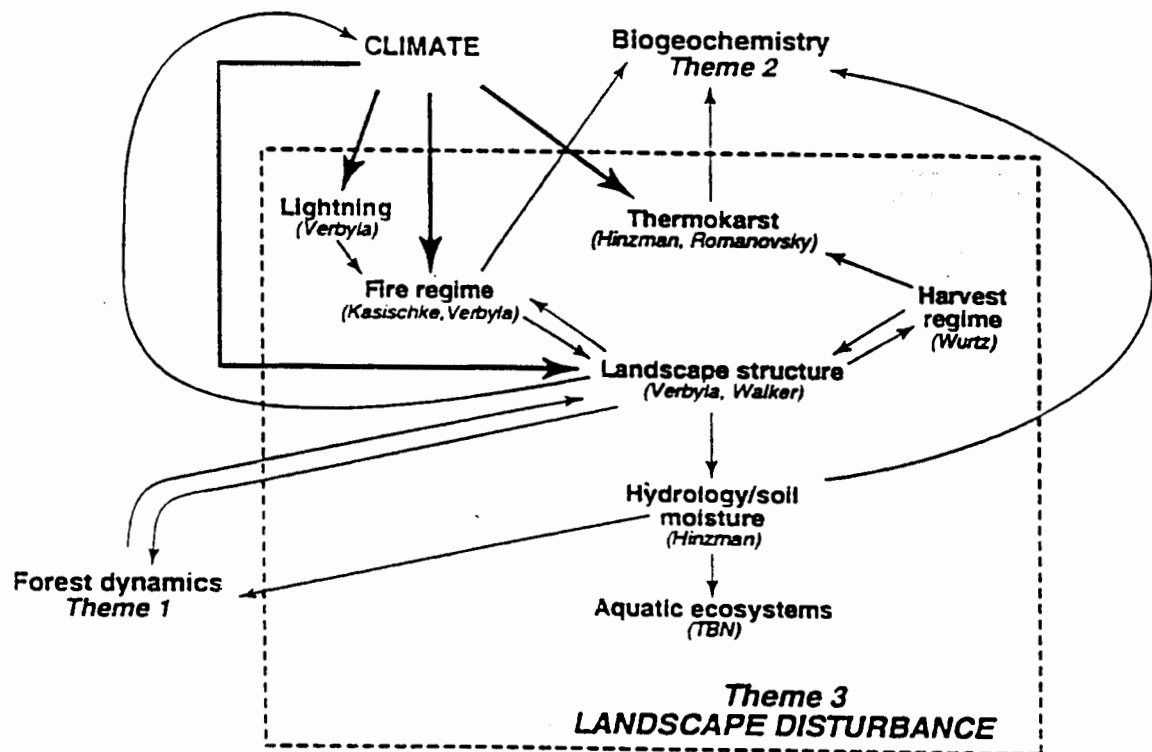 CLIMATE
Biogeochemistry
Theme 2
Lightning
(Verbyla)
Thermokarst
(Hinzman, Romanovsky)
Fire regime
(Kasischke, Verbyla)
Harvest
regime
(Wurtz)
Landscape structure
(Verbyla, Walker)
Hydrology/soil
moisture
(Hinzman)
Forest dynamics
Theme 1
Aquatic ecosystems
(TBN)
Theme 3
LANDSCAPE DISTURBANCE